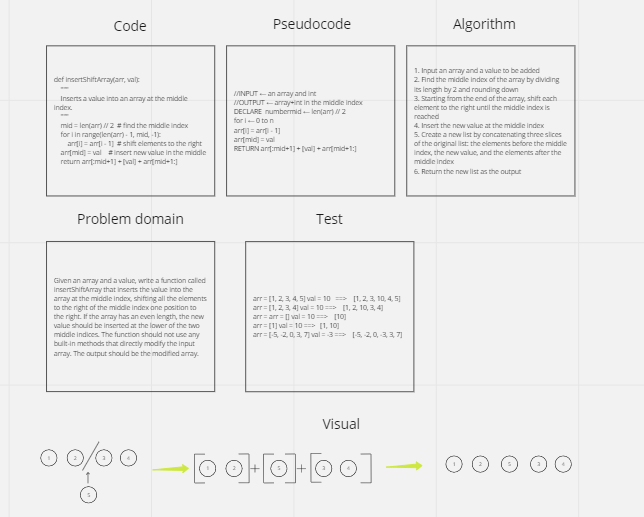 Code
def insertShiftArray(arr, val):
"""
Inserts a value into an array at the middle
index.
"""
mid = len(arr) // 2 # find the middle index
for i in range(len(arr) - 1, mid, -1):
arr[i] = arr[i - 1] # shift elements to the right
arr[mid] = val # insert new value in the middle
return arr[:mid+1] + [val] + arr[mid+1:]
Pseudocode
//INPUT ← an array and int
//OUTPUT ← array+int in the middle index
DECLARE numbermid ← len(arr) // 2
for i ← 0 to n
arr[i] = arr[i - 1]
arr[mid] = val
RETURN arr[:mid+1] + [val] + arr[mid+1:]
Algorithm
1. Input an array and a value to be added
2. Find the middle index of the array by dividing
its length by 2 and rounding down
3. Starting from the end of the array, shift each
element to the right until the middle index is
reached
4. Insert the new value at the middle index
5. Create a new list by concatenating three slices
of the original list: the elements before the middle
index, the new value, and the elements after the
middle index
6. Return the new list as the output
Problem domain
Given an array and a value, write a function called
insertShiftArray that inserts the value into the
array at the middle index, shifting all the elements
to the right of the middle index one position to
the right. If the array has an even length, the new
value should be inserted at the lower of the two
middle indices. The function should not use any
built-in methods that directly modify the input
array. The output should be the modified array.
Test
arr = [1, 2, 3, 4, 5] val = 10 ==> [1, 2, 3, 10, 4, 5]
arr = [1, 2, 3, 4] val = 10 ==> [1, 2, 10, 3, 4]
arr = arr = [] val = 10 ==> [10]
arr = [1] val = 10 ==> [1, 10]
arr = [-5, -2, 0, 3, 7] val = -3 ==> [-5, -2, 0, -3, 3, 7]
Visual
1 2 / 3 4
5
[1 2] + [5] + [3 4]
1 2 5 3 4